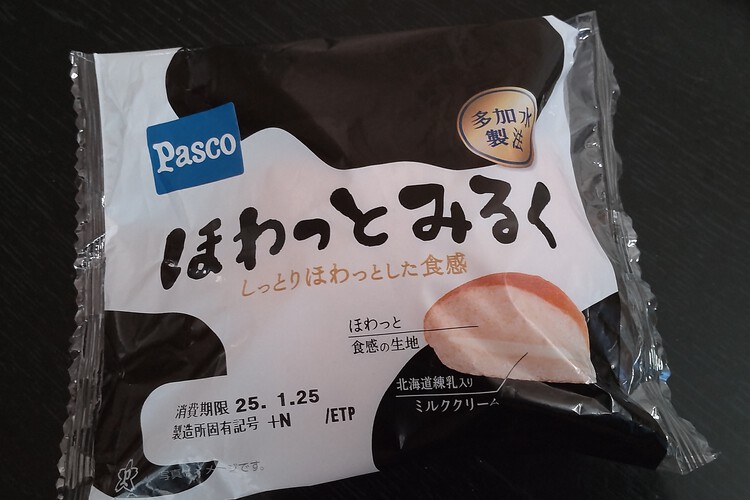 Pasco
多加水
製法
ほわっとみるく
しっとりほわっとした食感
ほわっと
食感の生地
北海道練乳入り
ミルククリーム
消費期限 25.1.25
製造所固有記号 +N /ETP
です。